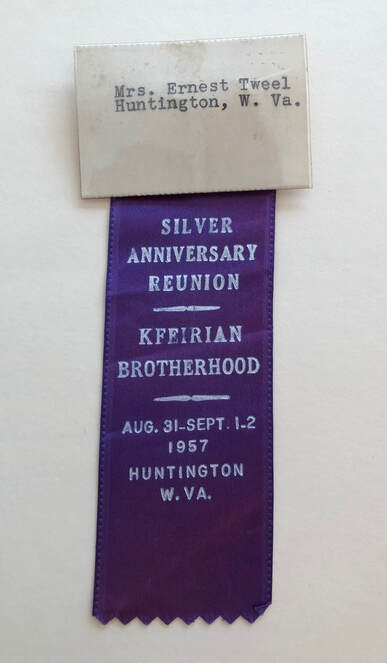 Mrs. Ernest Tweel
Huntington, W. Va.
SILVER
ANNIVERSARY
REUNION
KFEIRIAN
BROTHERHOOD
AUG. 31-SEPT. 1-2
1957
HUNTINGTON
W. VA.